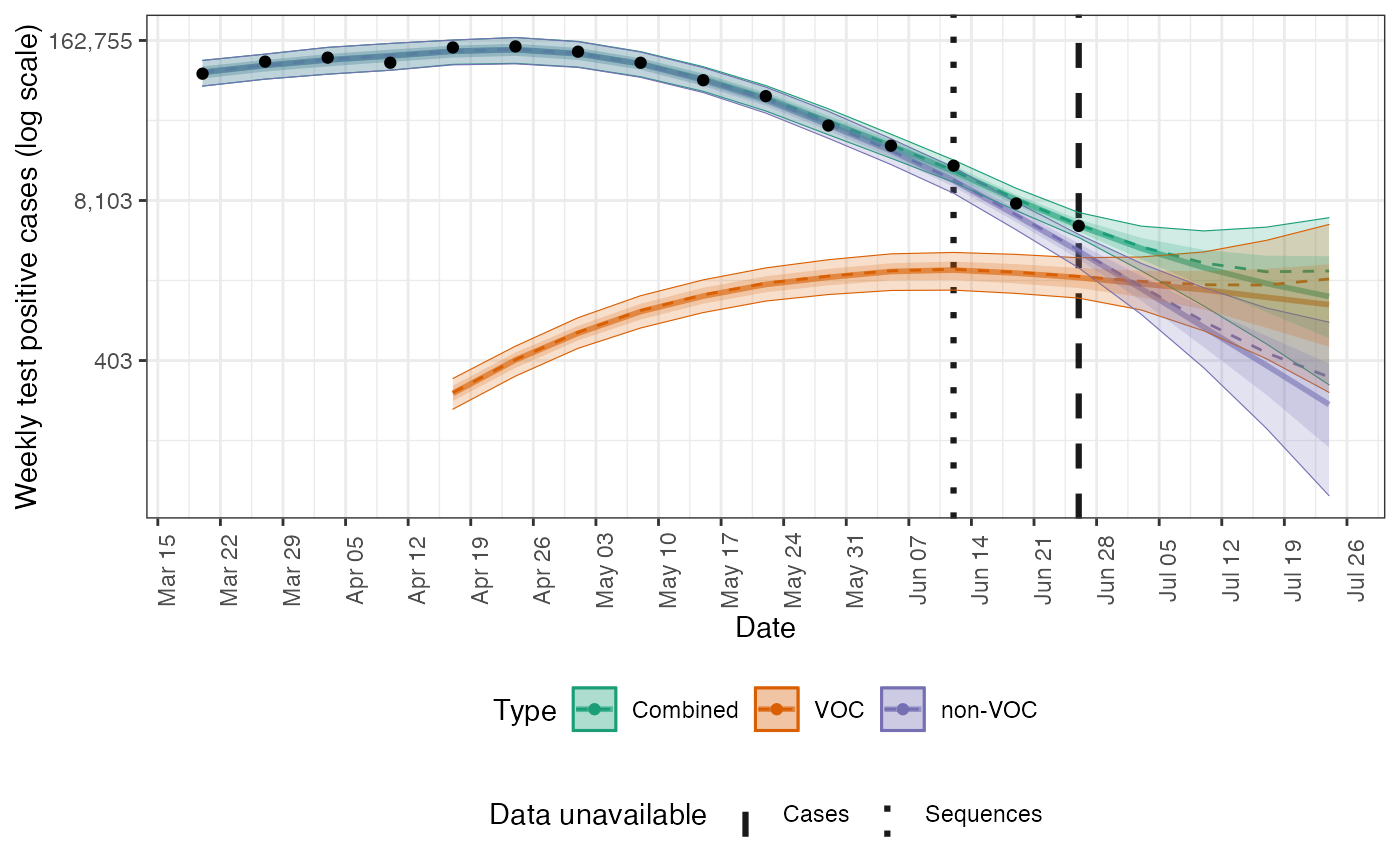 Weekly test positive cases (log scale)
162,755
8,103
403
Mar 15
Mar 22
Mar 29
Apr 05
Apr 12
Apr 19
Apr 26
May 03
May 10
May 17
May 24
May 31
Jun 07
Jun 14
Jun 21
Jun 28
Jul 05
Jul 12
Jul 19
Jul 26
Date
Type Combined VOC non-VOC
Data unavailable Cases Sequences